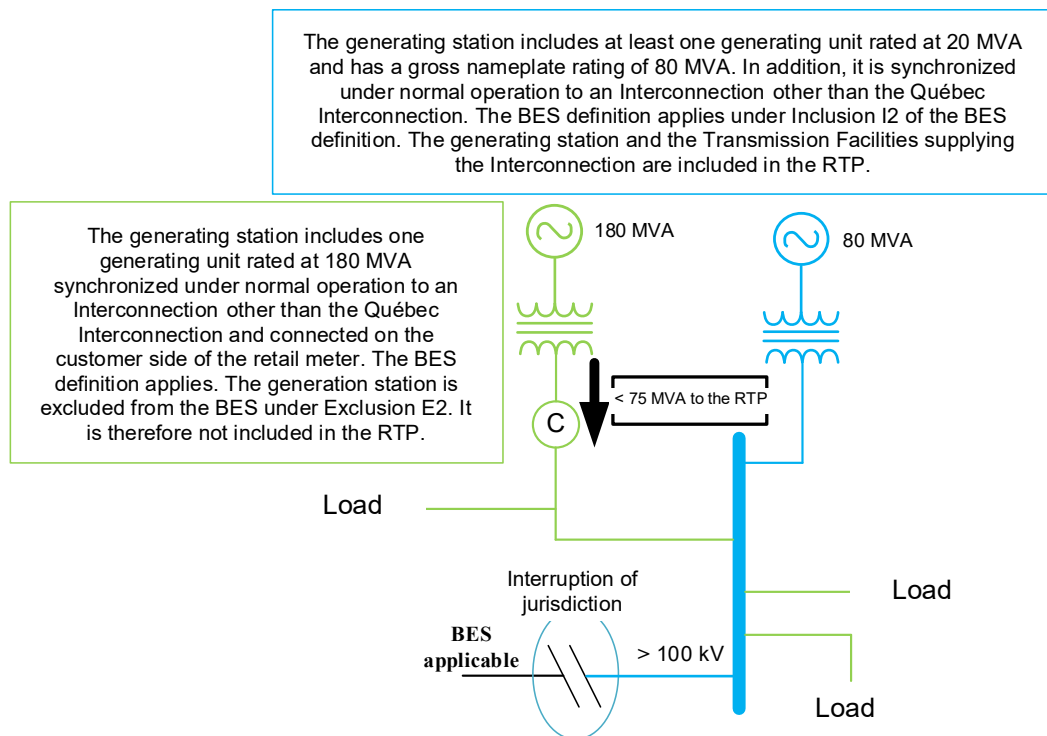 The generating station includes at least one generating unit rated at 20 MVA
and has a gross nameplate rating of 80 MVA. In addition, it is synchronized
under normal operation to an Interconnection other than the Québec
Interconnection. The BES definition applies under Inclusion I2 of the BES
definition. The generating station and the Transmission Facilities supplying
the Interconnection are included in the RTP.
The generating station includes one
generating unit rated at 180 MVA
synchronized under normal operation to an
Interconnection other than the Québec
Interconnection and connected on the
customer side of the retail meter. The BES
definition applies. The generation station is
excluded from the BES under Exclusion E2. It
is therefore not included in the RTP.
180 MVA
80 MVA
< 75 MVA to the RTP
C
Load
Interruption of
jurisdiction
Load
BES
applicable
> 100 kV
Load